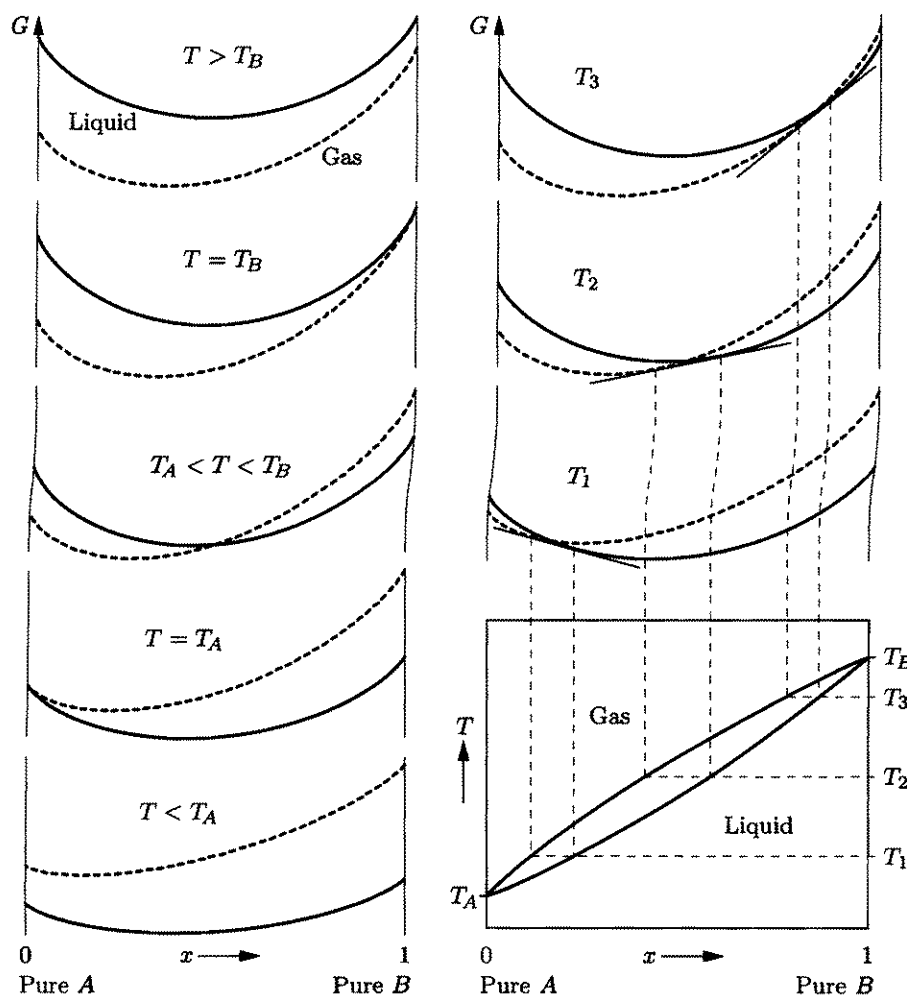 G
T > T_B
Liquid
Gas
T = T_B
T_A < T < T_B
T = T_A
T < T_A
0 x 1
Pure A Pure B
T_3
T_2
T_1
T_B
T_3
Gas
T
T_2
Liquid
T_1
T_A
0 x 1
Pure A Pure B